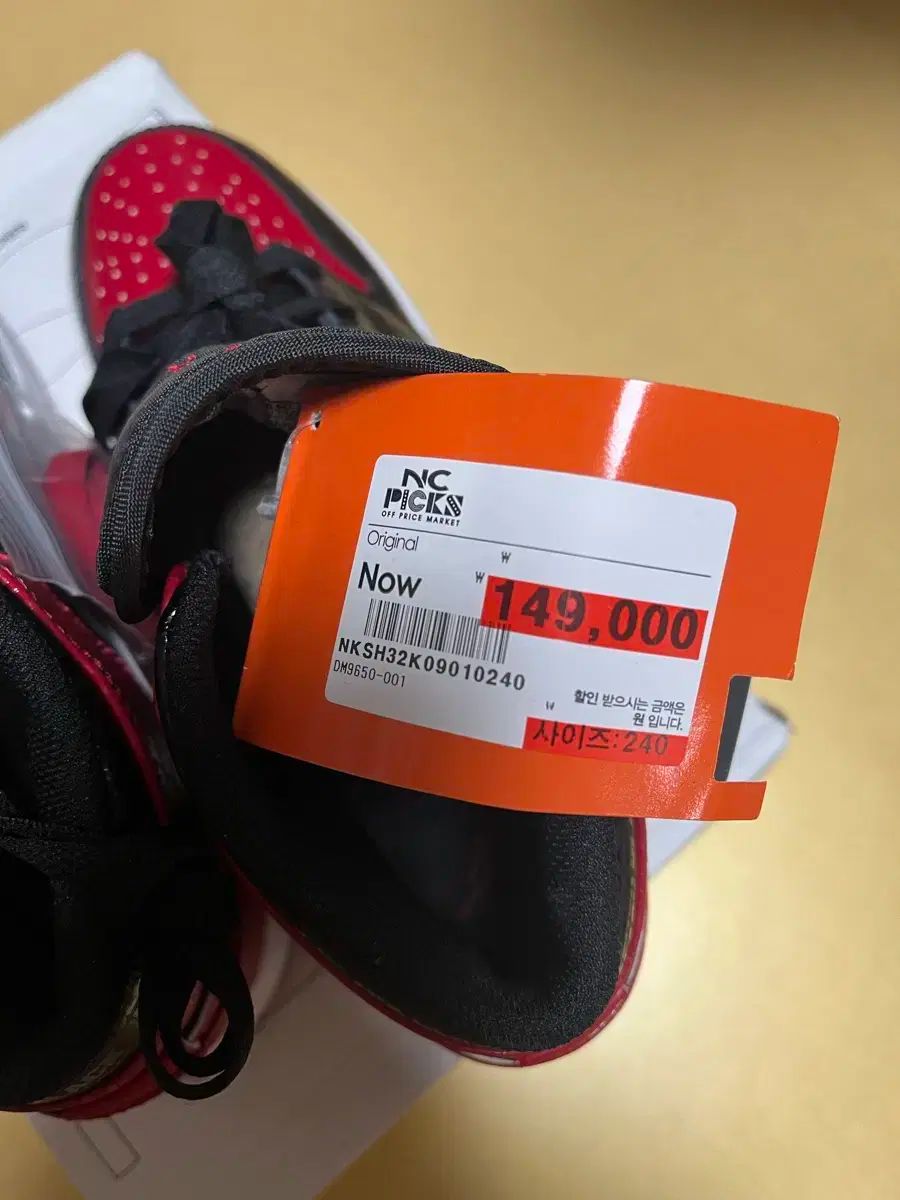 NC
PICKS
OFF PRICE MARKET
Original ₩
Now ₩ 149,000
NKSH32K09010240
DM9650-001
할인 받으시는 금액은
₩ 원 입니다.
사이즈:240